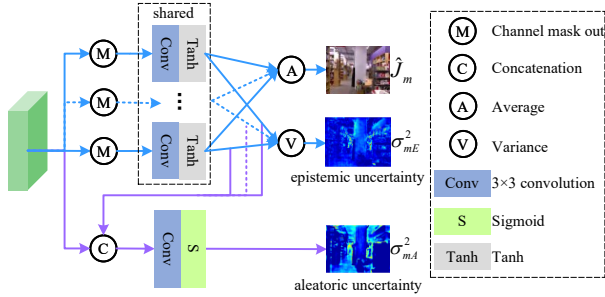 shared
M
Conv
Tanh
A
Ĵm
M
...
M
Conv
Tanh
V
σ²mE
epistemic uncertainty
C
Conv
S
σ²mA
aleatoric uncertainty
M Channel mask out
C Concatenation
A Average
V Variance
Conv 3×3 convolution
S Sigmoid
Tanh Tanh